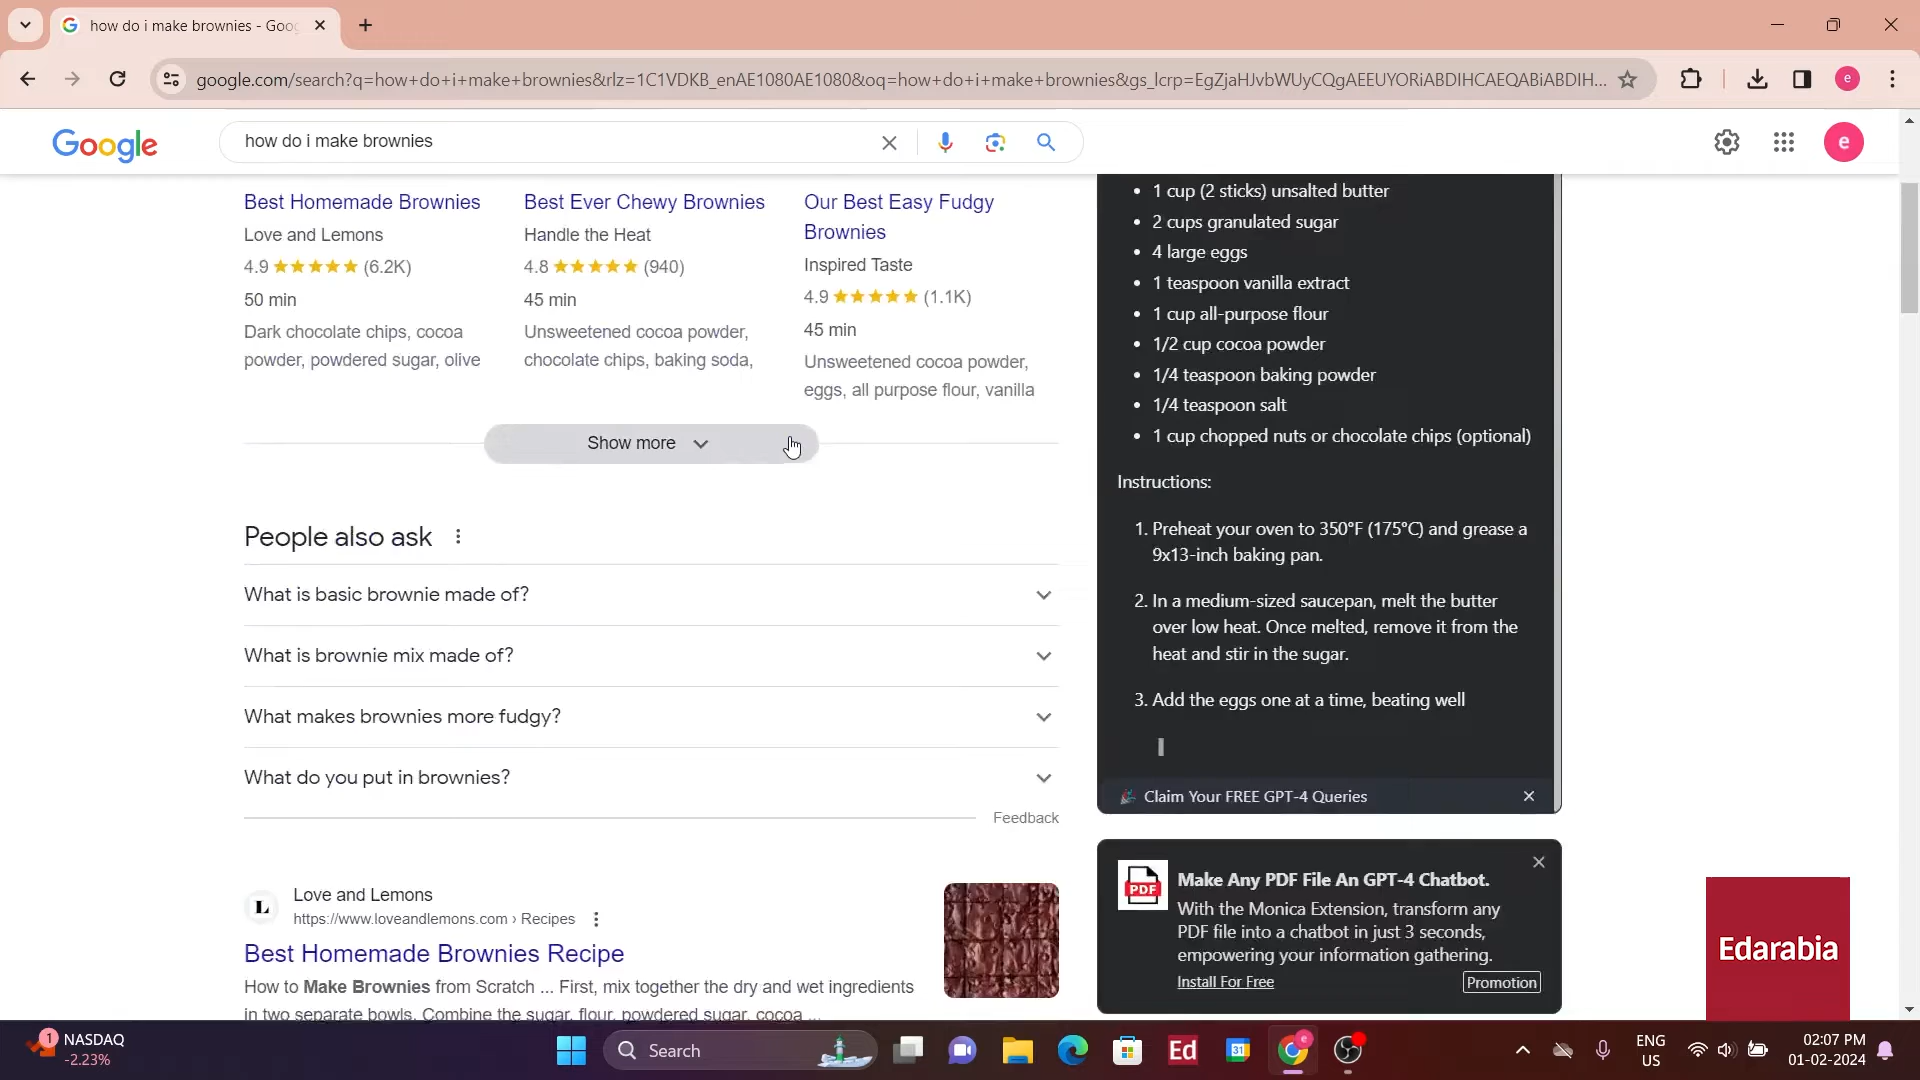 how do i make brownies - Goo
google.com/search?q=how+do+i+make+brownies&rlz=1C1VDKB_enAE1080AE1080&oq=how+do+i+make+brownies&gs_lcrp=EgZjaHJvbWUyCQgAEEUYORiABDIHCAEQABiABDIH...
e
Google
how do i make brownies
e
Best Homemade Brownies
Love and Lemons
4.9 ★★★★★ (6.2K)
50 min
Dark chocolate chips, cocoa
powder, powdered sugar, olive
Best Ever Chewy Brownies
Handle the Heat
4.8 ★★★★★ (940)
45 min
Unsweetened cocoa powder,
chocolate chips, baking soda,
Our Best Easy Fudgy
Brownies
Inspired Taste
4.9 ★★★★★ (1.1K)
45 min
Unsweetened cocoa powder,
eggs, all purpose flour, vanilla
Show more
People also ask
What is basic brownie made of?
What is brownie mix made of?
What makes brownies more fudgy?
What do you put in brownies?
Feedback
L
Love and Lemons
https://www.loveandlemons.com › Recipes
Best Homemade Brownies Recipe
How to Make Brownies from Scratch ... First, mix together the dry and wet ingredients
in two separate bowls. Combine the sugar, flour, powdered sugar, cocoa ...
• 1 cup (2 sticks) unsalted butter
• 2 cups granulated sugar
• 4 large eggs
• 1 teaspoon vanilla extract
• 1 cup all-purpose flour
• 1/2 cup cocoa powder
• 1/4 teaspoon baking powder
• 1/4 teaspoon salt
• 1 cup chopped nuts or chocolate chips (optional)
Instructions:
1. Preheat your oven to 350°F (175°C) and grease a
9x13-inch baking pan.
2. In a medium-sized saucepan, melt the butter
over low heat. Once melted, remove it from the
heat and stir in the sugar.
3. Add the eggs one at a time, beating well
Claim Your FREE GPT-4 Queries
PDF
Make Any PDF File An GPT-4 Chatbot.
With the Monica Extension, transform any
PDF file into a chatbot in just 3 seconds,
empowering your information gathering.
Install For Free
Promotion
Edarabia
1
NASDAQ
-2.23%
Search
Ed
31
e
ENG
US
02:07 PM
01-02-2024